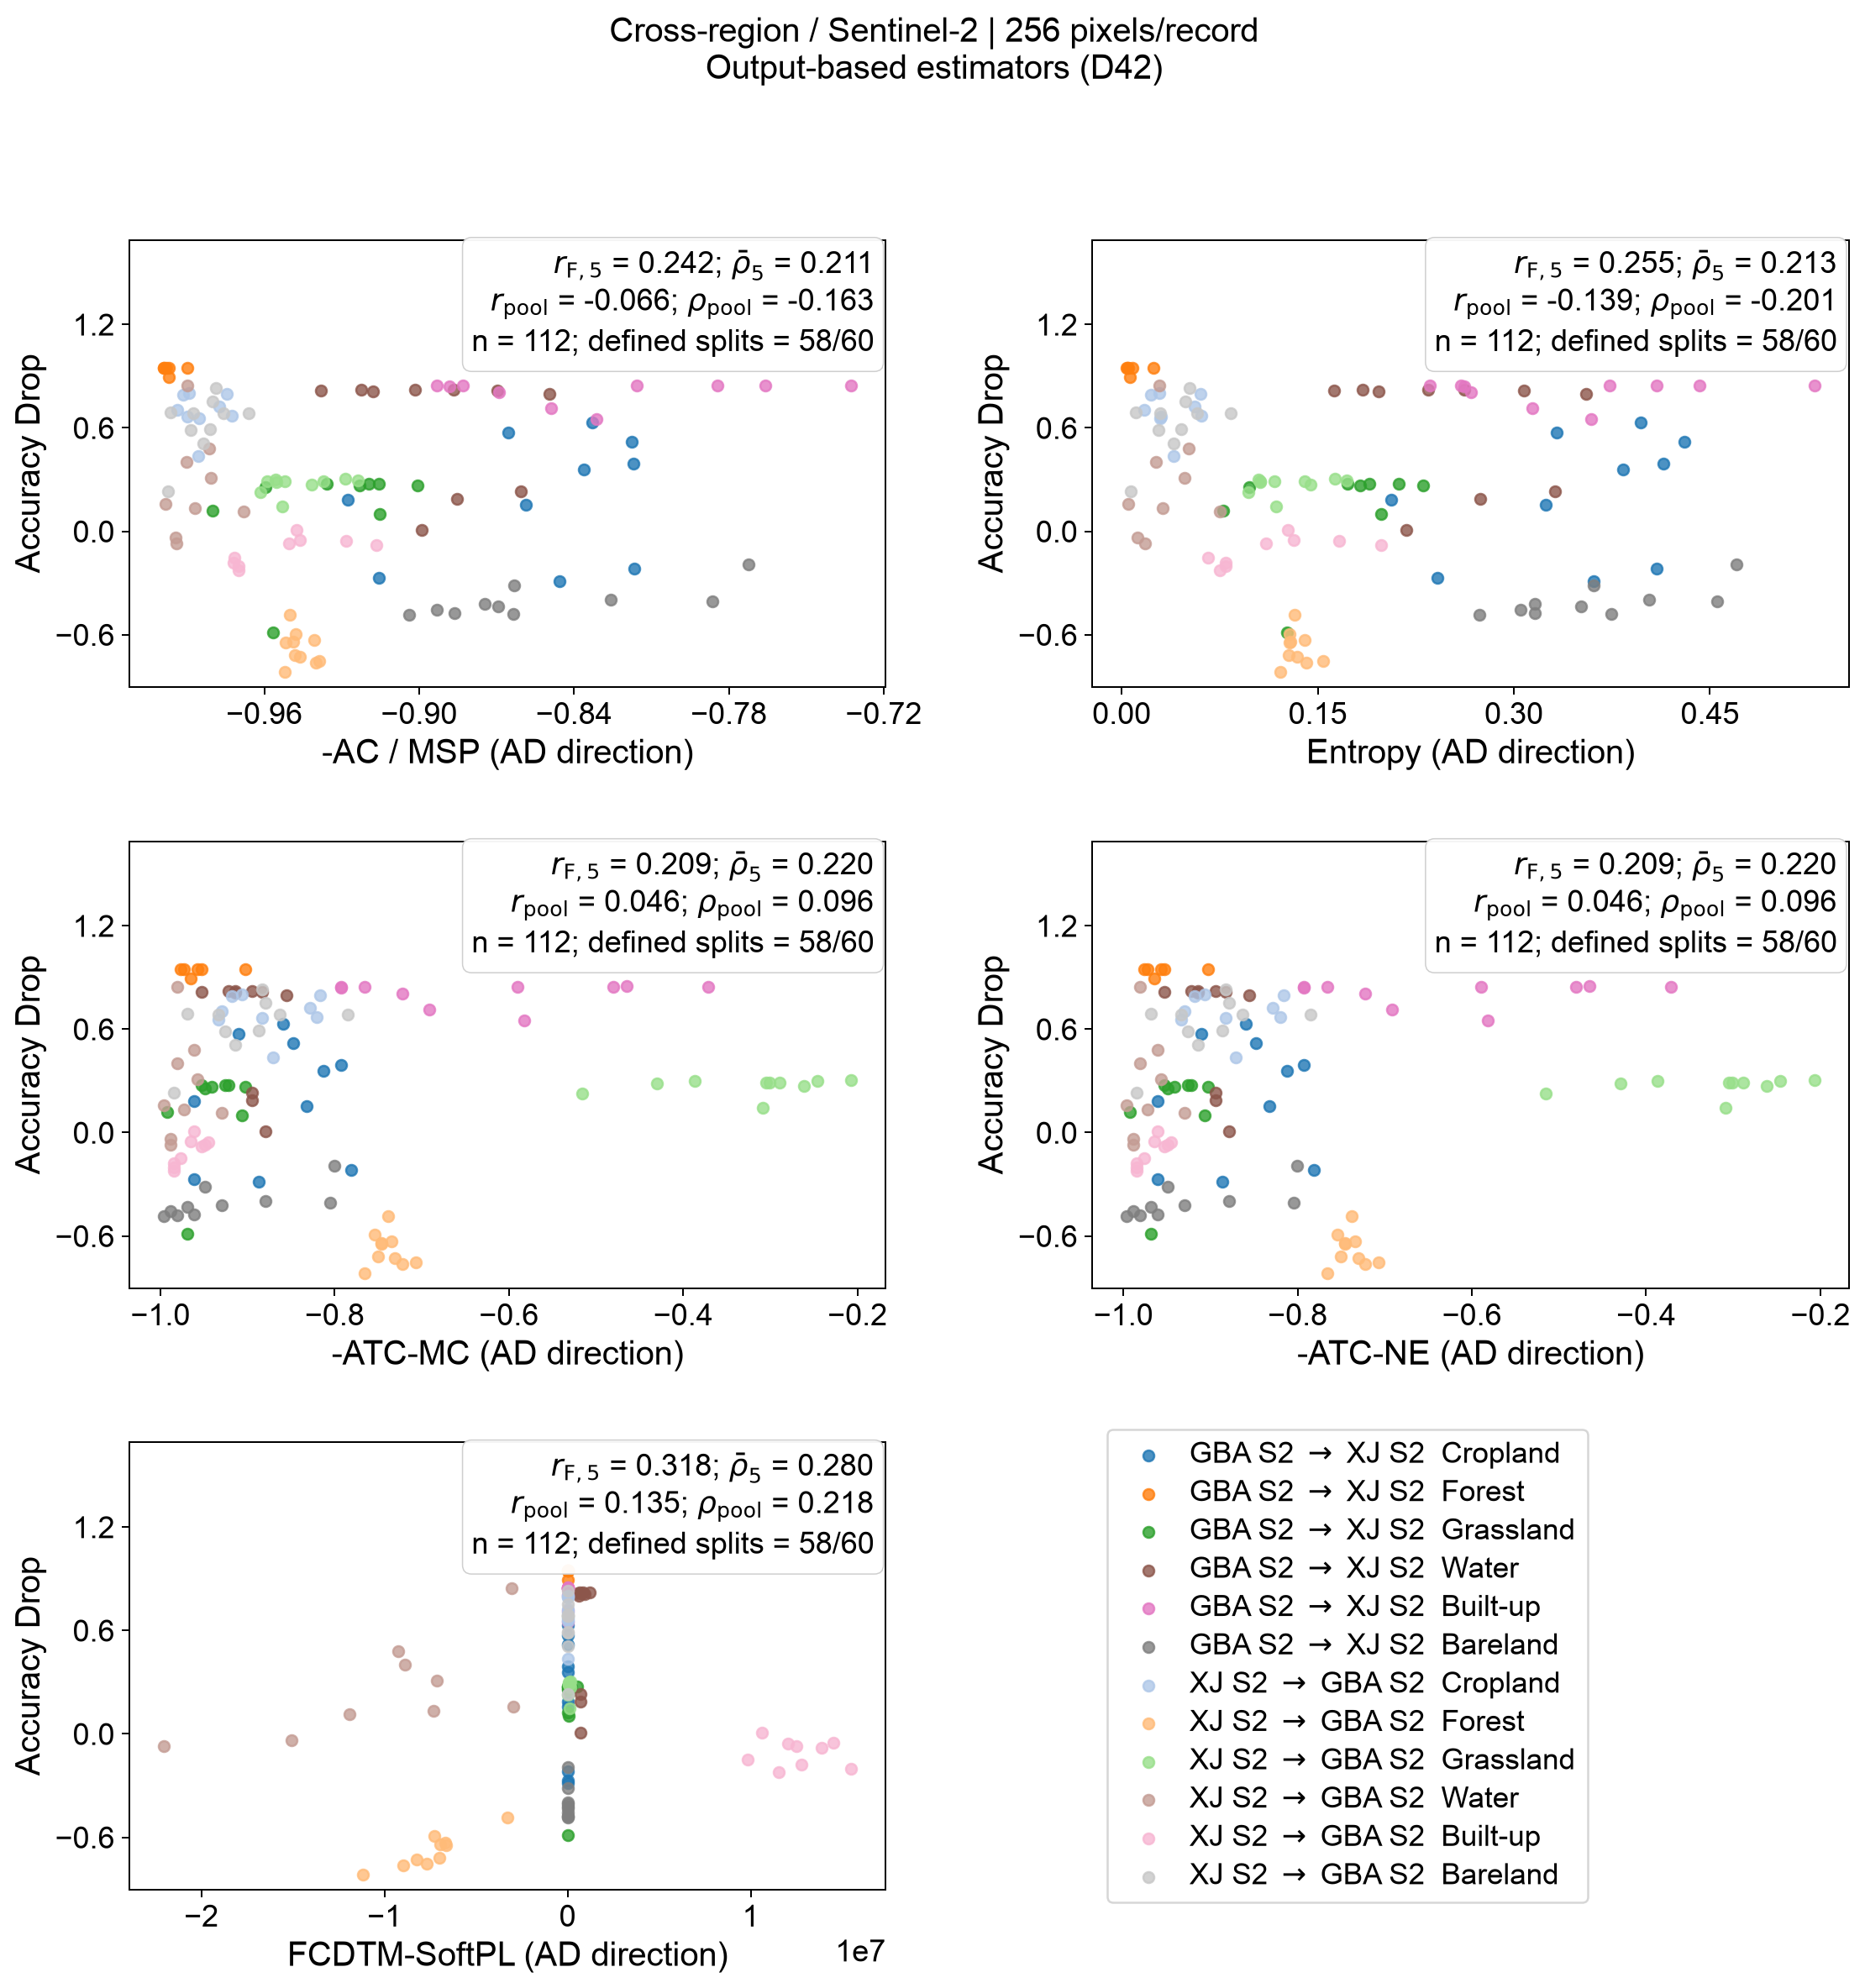 Cross-region / Sentinel-2 | 256 pixels/record
Output-based estimators (D42)
r_F, 5 = 0.242; ρ̄_5 = 0.211
r_pool = -0.066; ρ_pool = -0.163
n = 112; defined splits = 58/60
1.2
0.6
0.0
−0.6
Accuracy Drop
−0.96
−0.90
−0.84
−0.78
−0.72
-AC / MSP (AD direction)
r_F, 5 = 0.255; ρ̄_5 = 0.213
r_pool = -0.139; ρ_pool = -0.201
n = 112; defined splits = 58/60
1.2
0.6
0.0
−0.6
Accuracy Drop
0.00
0.15
0.30
0.45
Entropy (AD direction)
r_F, 5 = 0.209; ρ̄_5 = 0.220
r_pool = 0.046; ρ_pool = 0.096
n = 112; defined splits = 58/60
1.2
0.6
0.0
−0.6
Accuracy Drop
−1.0
−0.8
−0.6
−0.4
−0.2
-ATC-MC (AD direction)
r_F, 5 = 0.209; ρ̄_5 = 0.220
r_pool = 0.046; ρ_pool = 0.096
n = 112; defined splits = 58/60
1.2
0.6
0.0
−0.6
Accuracy Drop
−1.0
−0.8
−0.6
−0.4
−0.2
-ATC-NE (AD direction)
r_F, 5 = 0.318; ρ̄_5 = 0.280
r_pool = 0.135; ρ_pool = 0.218
n = 112; defined splits = 58/60
1.2
0.6
0.0
−0.6
Accuracy Drop
−2
−1
0
1
1e7
FCDTM-SoftPL (AD direction)
GBA S2 → XJ S2 Cropland
GBA S2 → XJ S2 Forest
GBA S2 → XJ S2 Grassland
GBA S2 → XJ S2 Water
GBA S2 → XJ S2 Built-up
GBA S2 → XJ S2 Bareland
XJ S2 → GBA S2 Cropland
XJ S2 → GBA S2 Forest
XJ S2 → GBA S2 Grassland
XJ S2 → GBA S2 Water
XJ S2 → GBA S2 Built-up
XJ S2 → GBA S2 Bareland